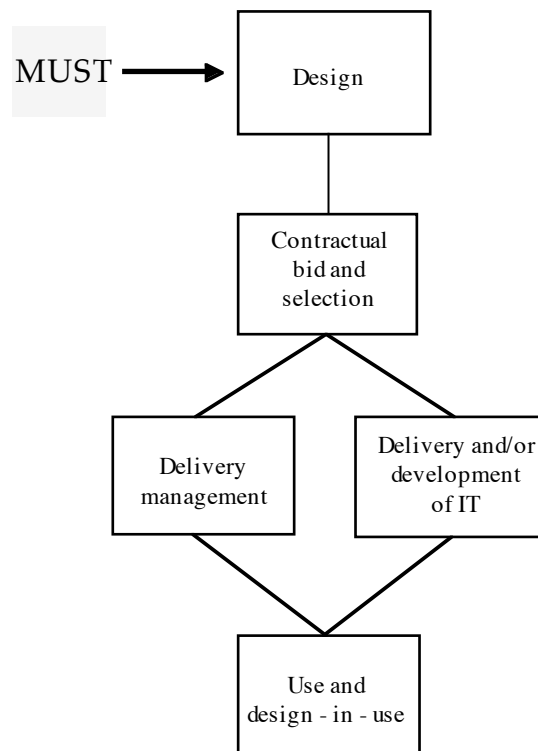 MUST
Design
Contractual
bid and
selection
Delivery
management
Delivery and/or
development
of IT
Use and
design - in - use